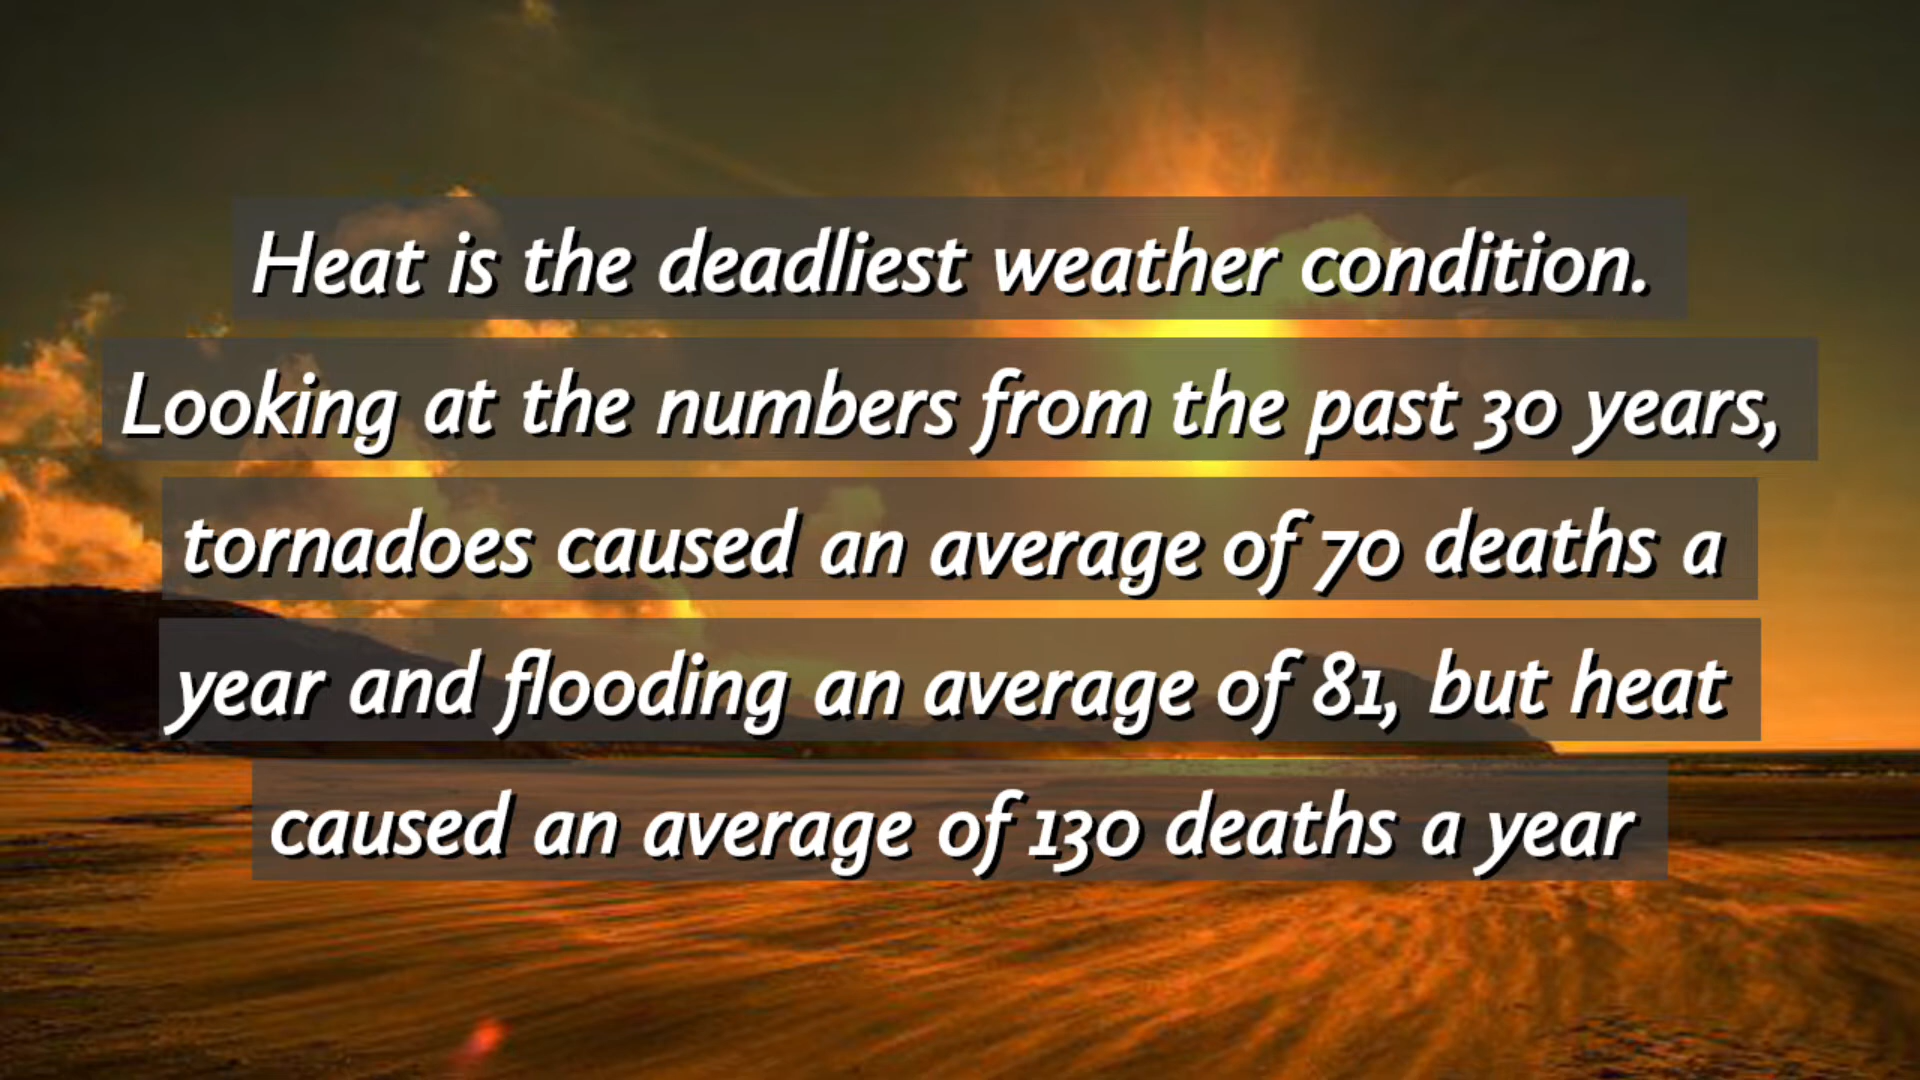 Heat is the deadliest weather condition.
Looking at the numbers from the past 30 years,
tornadoes caused an average of 70 deaths a
year and flooding an average of 81, but heat
caused an average of 130 deaths a year